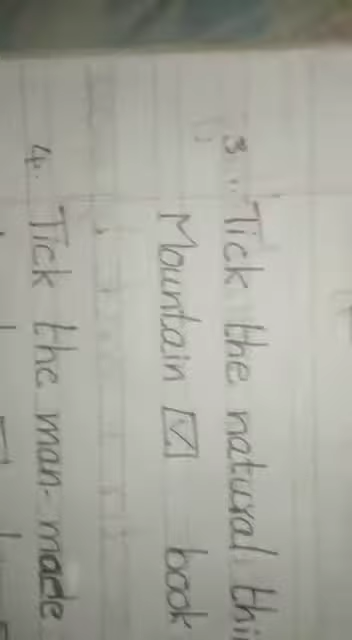 3. Tick the natural thi
Mountain ☑ book
4. Tick the man-made